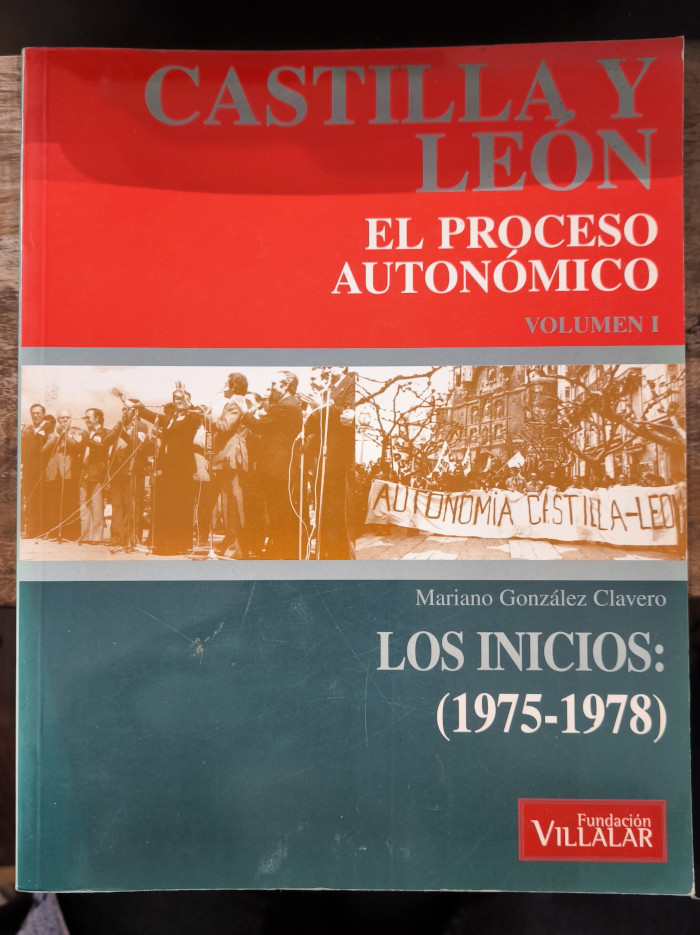 CASTILLA Y
LEÓN
EL PROCESO
AUTONÓMICO
VOLUMEN I
AUTONOMIA CASTILLA-LEON
Mariano González Clavero
LOS INICIOS:
(1975-1978)
Fundación
VILLALAR